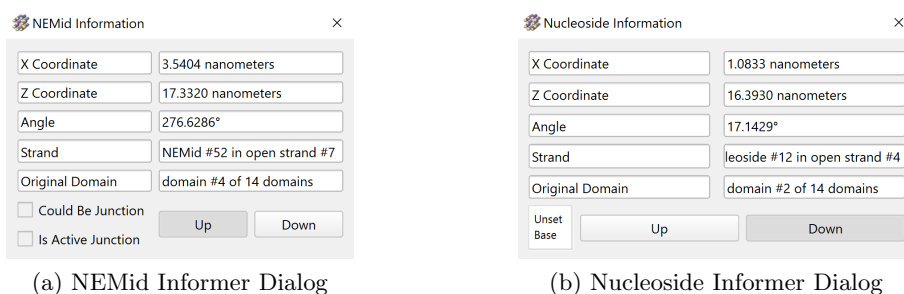 NEMid Information
X Coordinate 3.5404 nanometers
Z Coordinate 17.3320 nanometers
Angle 276.6286°
Strand NEMid #52 in open strand #7
Original Domain domain #4 of 14 domains
Could Be Junction
Is Active Junction
Up Down
(a) NEMid Informer Dialog
Nucleoside Information
X Coordinate 1.0833 nanometers
Z Coordinate 16.3930 nanometers
Angle 17.1429°
Strand leoside #12 in open strand #4
Original Domain domain #2 of 14 domains
Unset
Base
Up Down
(b) Nucleoside Informer Dialog